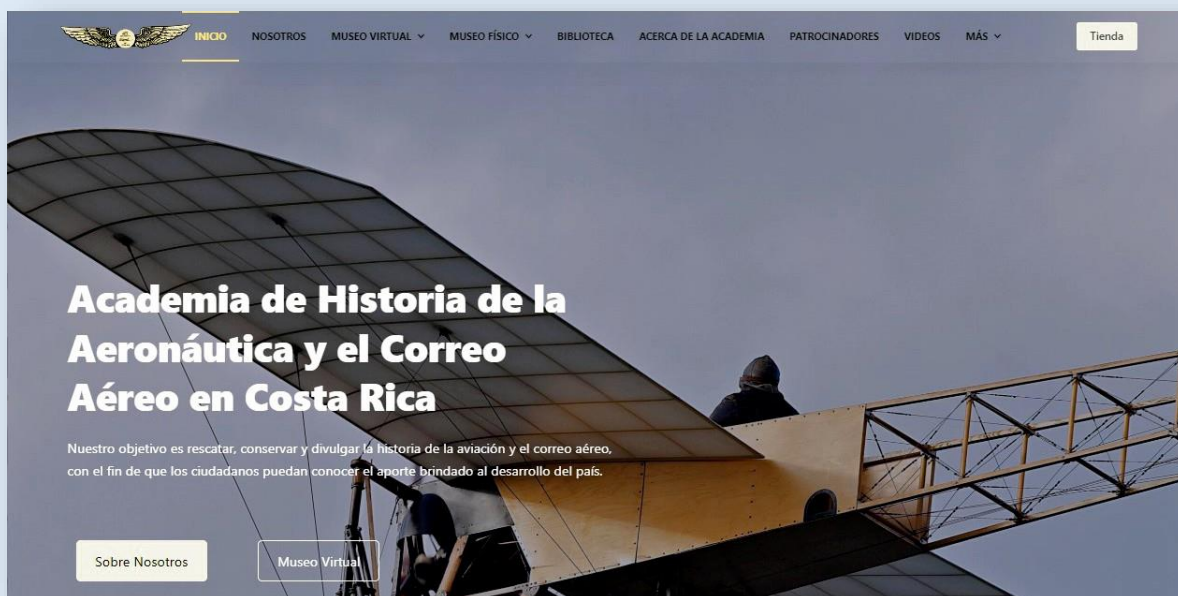 INICIO NOSOTROS MUSEO VIRTUAL MUSEO FÍSICO BIBLIOTECA ACERCA DE LA ACADEMIA PATROCINADORES VIDEOS MÁS Tienda
Academia de Historia de la
Aeronáutica y el Correo
Aéreo en Costa Rica
Nuestro objetivo es rescatar, conservar y divulgar la historia de la aviación y el correo aéreo,
con el fin de que los ciudadanos puedan conocer el aporte brindado al desarrollo del país.
Sobre Nosotros Museo Virtual